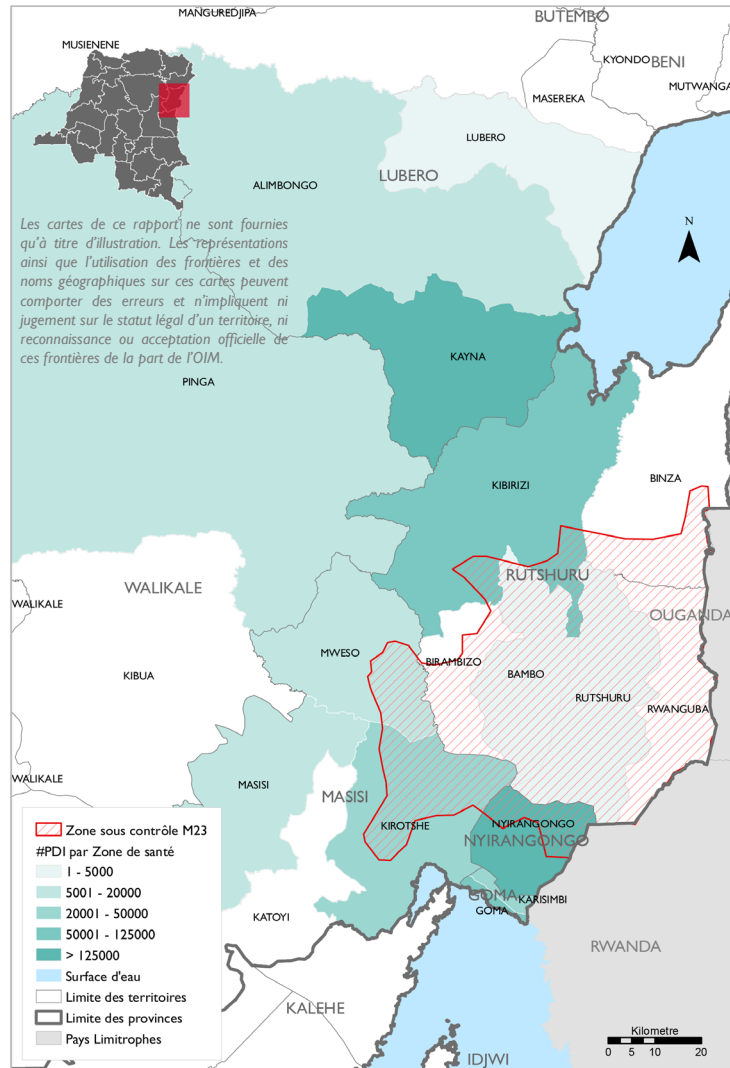 MANGUREDJIPA
BUTEMBO
MUSIENENE
KYONDO
BENI
MUTWANGA
MASEREKA
LUBERO
LUBERO
ALIMBONGO
N
Les cartes de ce rapport ne sont fournies
qu'à titre d'illustration. Les représentations
ainsi que l'utilisation des frontières et des
noms géographiques sur ces cartes peuvent
comporter des erreurs et n'impliquent ni
jugement sur le statut légal d'un territoire, ni
reconnaissance ou acceptation officielle de
ces frontières de la part de l'OIM.
KAYNA
PINGA
BINZA
KIBIRIZI
RUTSHURU
WALIKALE
WALIKALE
OUGANDA
MWESO
BIRAMBIZO
KIBUA
BAMBO
RUTSHURU
RWANGUBA
WALIKALE
MASISI
MASISI
KIROTSHE
NYIRANGONGO
NYIRANGONGO
GOMA
KARISIMBI
GOMA
KATOYI
RWANDA
KALEHE
IDJWI
Zone sous contrôle M23
#PDI par Zone de santé
1 - 5000
5001 - 20000
20001 - 50000
50001 - 125000
> 125000
Surface d'eau
Limite des territoires
Limite des provinces
Pays Limitrophes
Kilometre
0 5 10 20